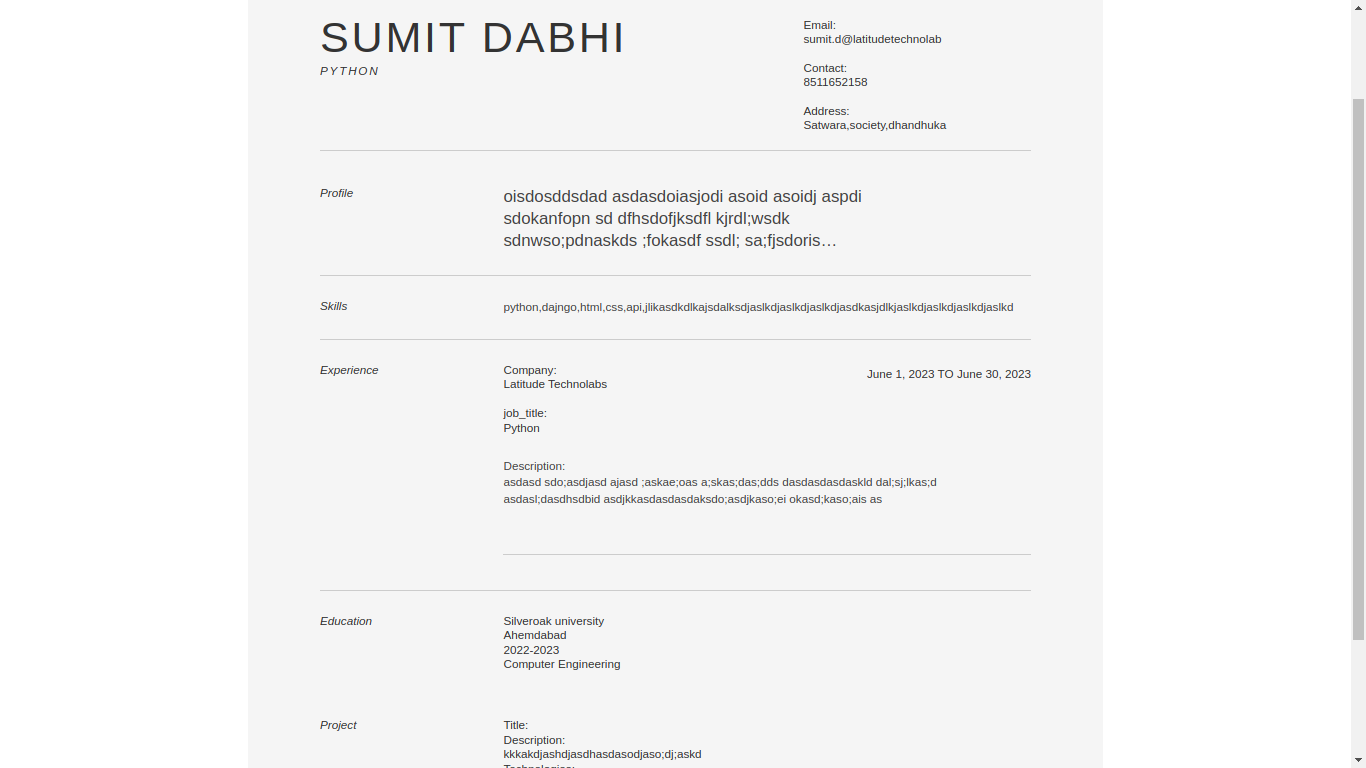 SUMIT DABHI
PYTHON
Email:
sumit.d@latitudetechnolab
Contact:
8511652158
Address:
Satwara,society,dhandhuka
Profile
oisdosddsdad asdasdoiasjodi asoid asoidj aspdi
sdokanfopn sd dfhsdofjksdfl kjrdl;wsdk
sdnwso;pdnaskds ;fokasdf ssdl; sa;fjsdoris…
Skills
python,dajngo,html,css,api,jlikasdkdlkajsdalksdjaslkdjaslkdjaslkdjasdkasjdlkjaslkdjaslkdjaslkdjaslkd
Experience
Company:
Latitude Technolabs
June 1, 2023 TO June 30, 2023
job_title:
Python
Description:
asdasd sdo;asdjasd ajasd ;askae;oas a;skas;das;dds dasdasdasdaskld dal;sj;lkas;d
asdasl;dasdhsdbid asdjkkasdasdasdaksdo;asdjkaso;ei okasd;kaso;ais as
Education
Silveroak university
Ahemdabad
2022-2023
Computer Engineering
Project
Title:
Description:
kkkakdjashdjasdhasdasodjaso;dj;askd